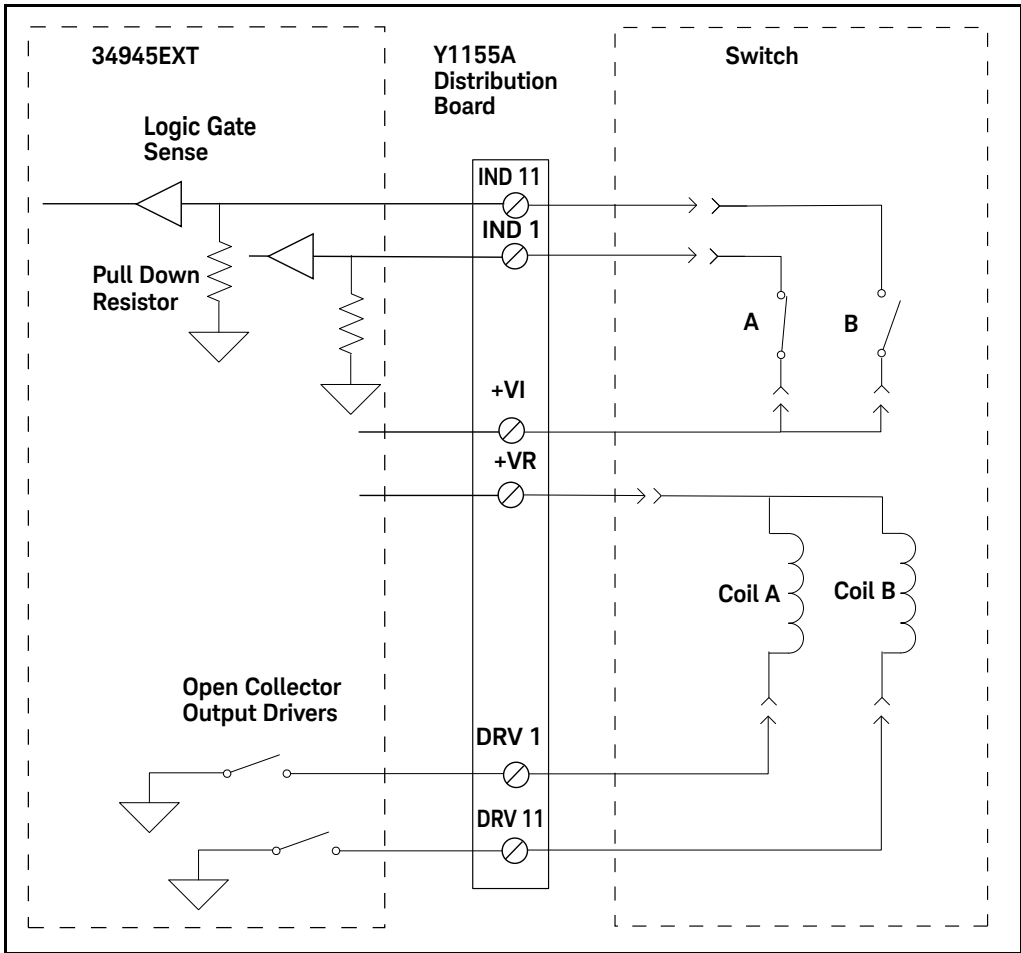 34945EXT
Y1155A
Distribution
Board
Switch
Logic Gate
Sense
IND 11
IND 1
Pull Down
Resistor
A
B
+VI
+VR
Coil A
Coil B
Open Collector
Output Drivers
DRV 1
DRV 11